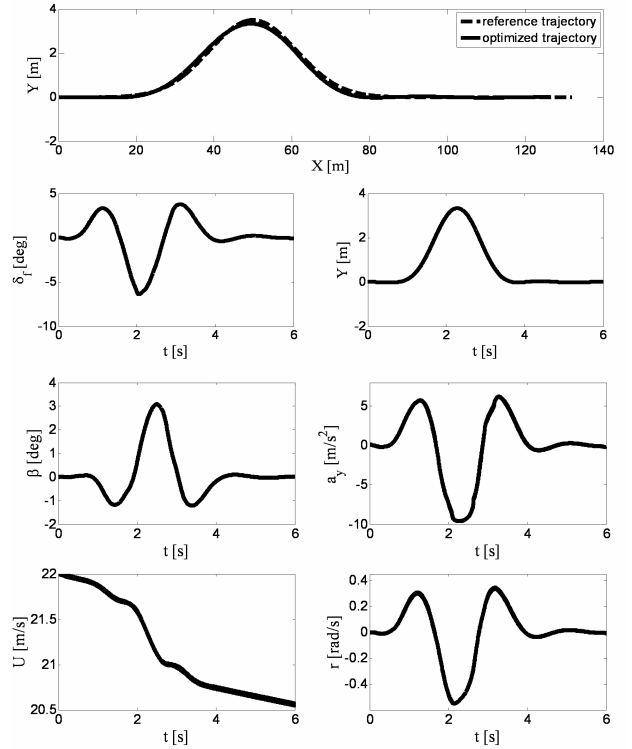 4
2
0
-2
Y [m]
reference trajectory
optimized trajectory
0 20 40 60 80 100 120 140
X [m]
5
0
-5
-10
δf [deg]
0 2 4 6
t [s]
4
2
0
-2
Y [m]
0 2 4 6
t [s]
4
3
2
1
0
-1
-2
β [deg]
0 2 4 6
t [s]
5
0
-5
-10
ay [m/s²]
0 2 4 6
t [s]
22
21.5
21
20.5
U [m/s]
0 2 4 6
t [s]
0.4
0.2
0
-0.2
-0.4
r [rad/s]
0 2 4 6
t [s]